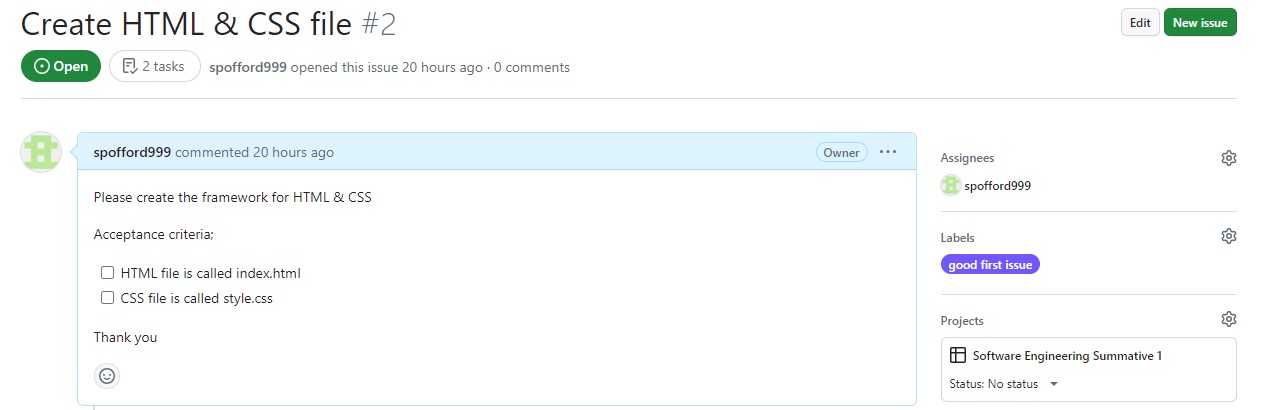 Create HTML & CSS file #2
Edit
New issue
Open
2 tasks
spofford999 opened this issue 20 hours ago · 0 comments
spofford999 commented 20 hours ago
Owner
Please create the framework for HTML & CSS
Acceptance criteria;
HTML file is called index.html
CSS file is called style.css
Thank you
Assignees
spofford999
Labels
good first issue
Projects
Software Engineering Summative 1
Status: No status